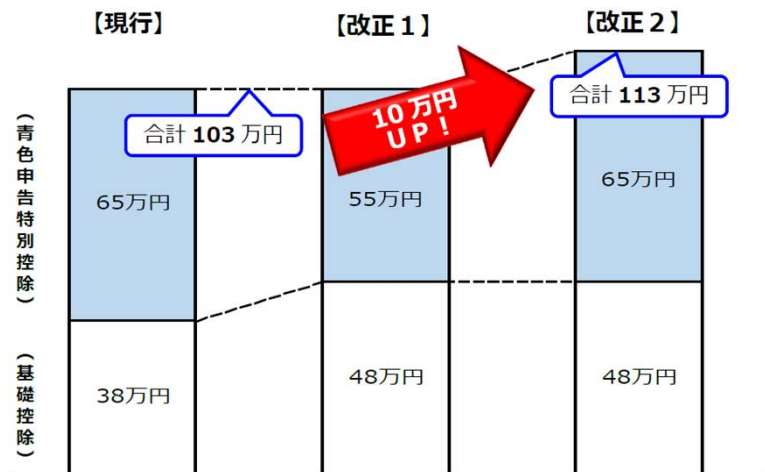 【現行】
【改正１】
【改正２】
合計 103 万円
10 万円
ＵＰ！
合計 113 万円
（青色申告特別控除）
65万円
55万円
65万円
（基礎控除）
38万円
48万円
48万円